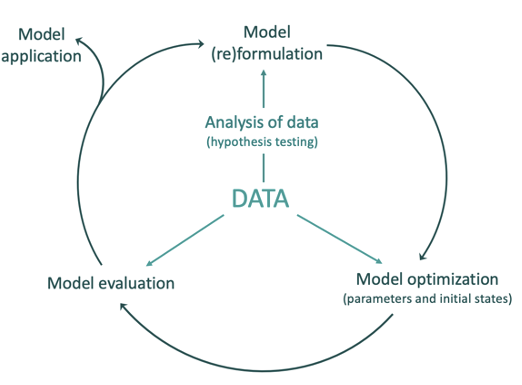 Model
application
Model
(re)formulation
Analysis of data
(hypothesis testing)
DATA
Model evaluation
Model optimization
(parameters and initial states)